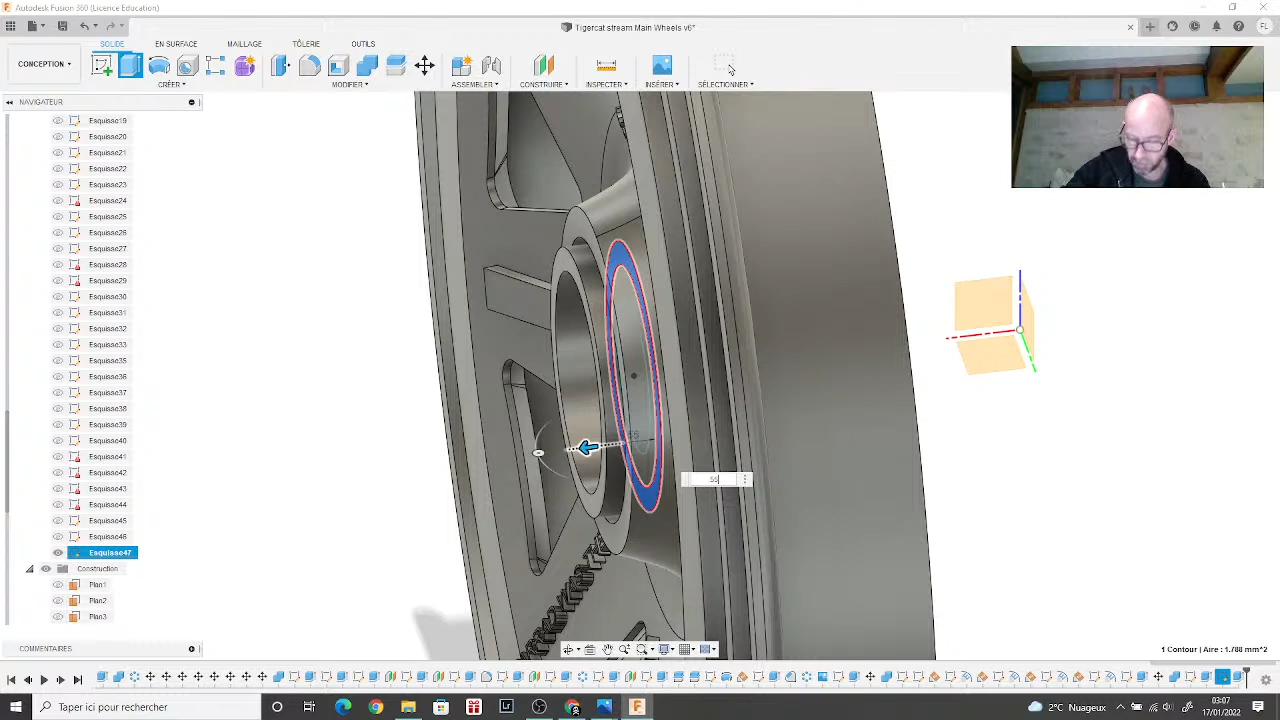 Autodesk Fusion 360 (Licence Education)
Tigercat stream Main Wheels v6*
FL
CONCEPTION
SOLIDE
EN SURFACE
MAILLAGE
TÔLERIE
OUTILS
CRÉER
MODIFIER
ASSEMBLER
CONSTRUIRE
INSPECTER
INSÉRER
SÉLECTIONNER
NAVIGATEUR
Esquisse19
Esquisse20
Esquisse21
Esquisse22
Esquisse23
Esquisse24
Esquisse25
Esquisse26
Esquisse27
Esquisse28
Esquisse29
Esquisse30
Esquisse31
Esquisse32
Esquisse33
Esquisse35
Esquisse36
Esquisse37
Esquisse38
Esquisse39
Esquisse40
Esquisse41
Esquisse42
Esquisse43
Esquisse44
Esquisse45
Esquisse46
Esquisse47
Construction
Plan1
Plan2
Plan3
COMMENTAIRES
1 Contour | Aire : 1.788 mm^2
Taper ici pour rechercher
2°C Nuageux
03:07
17/01/2022